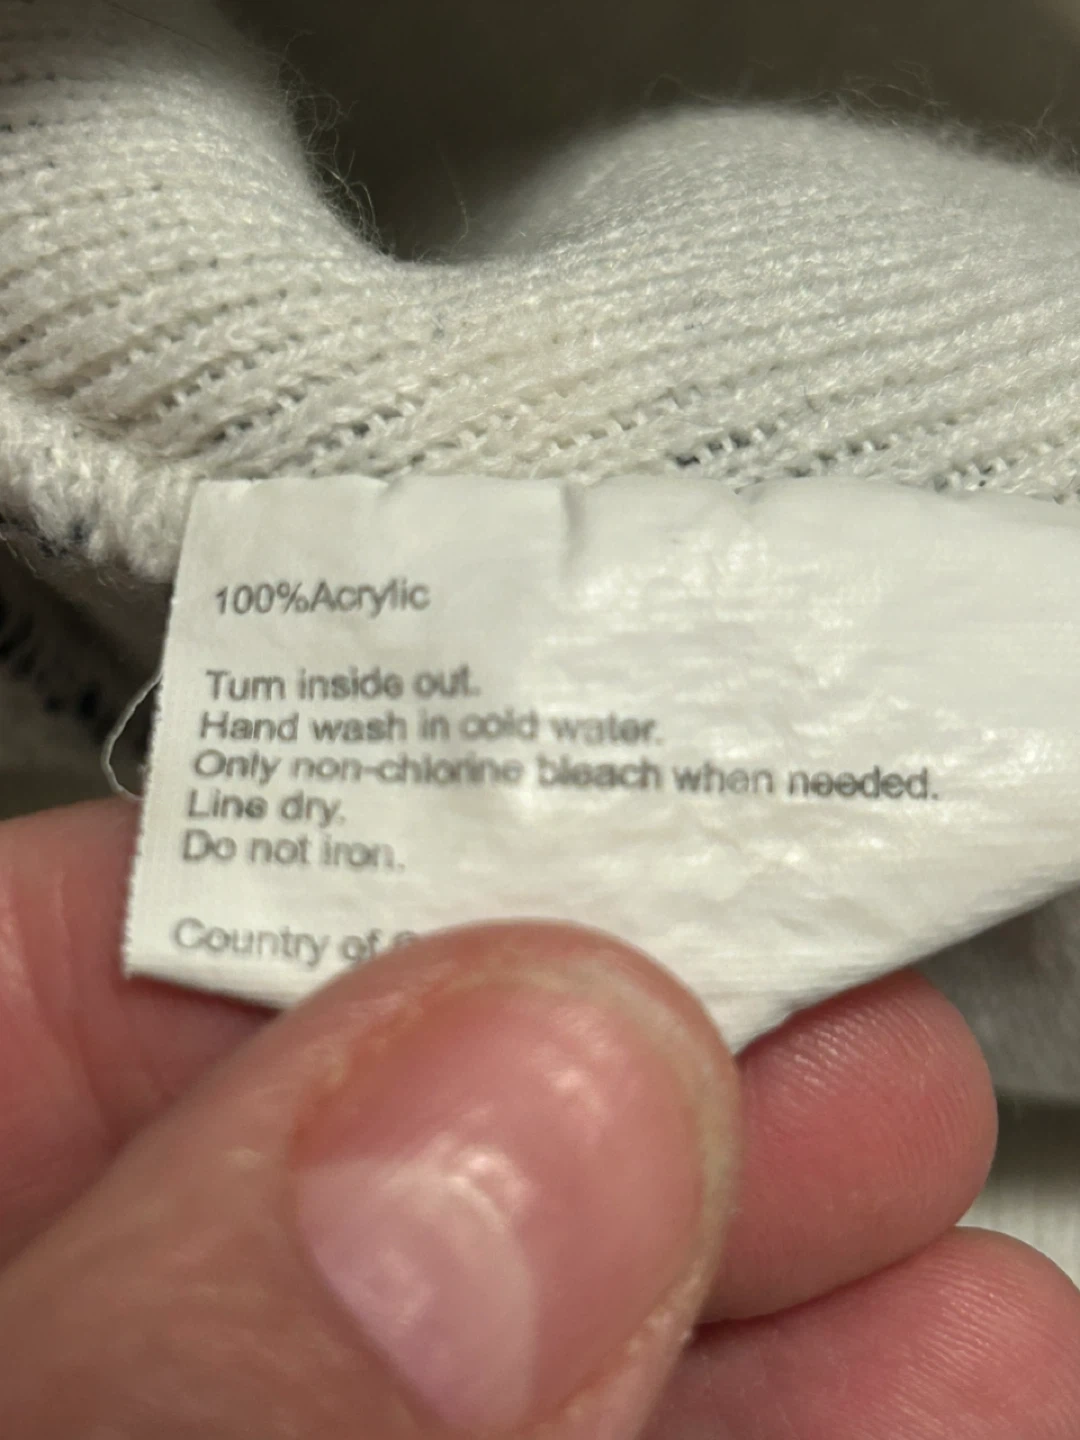 100%Acrylic
Turn inside out.
Hand wash in cold water.
Only non-chlorine bleach when needed.
Line dry.
Do not iron.
Country of